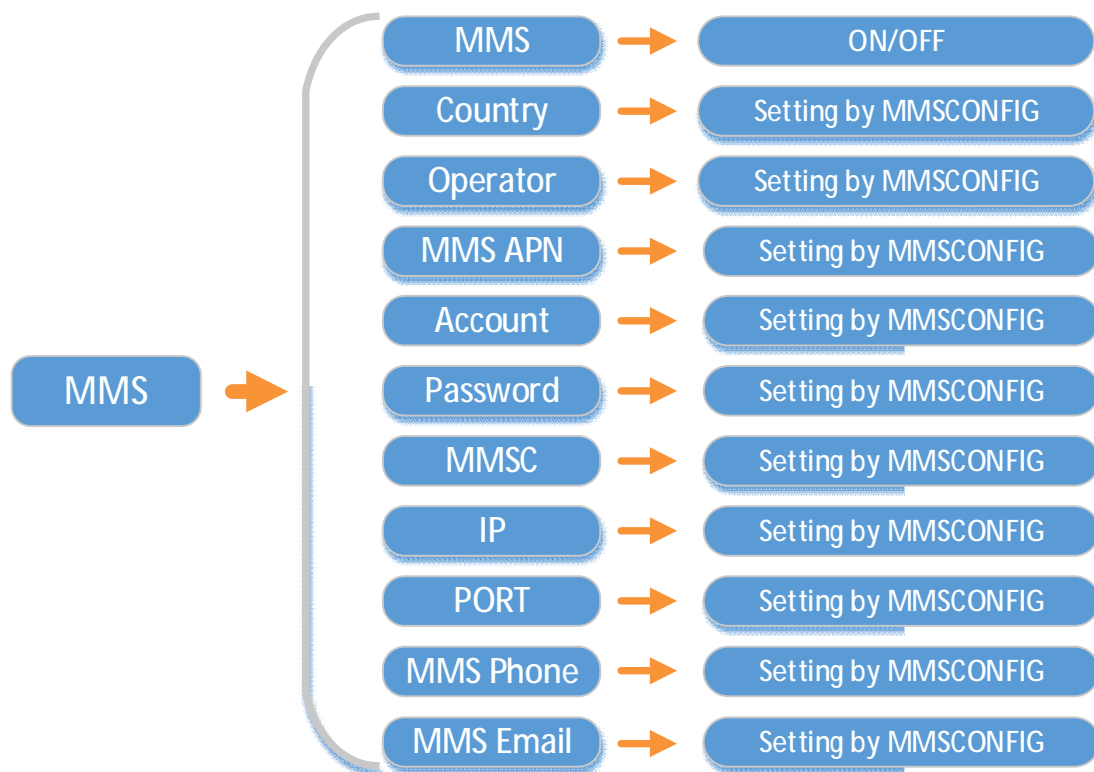 MMS
MMS
ON/OFF
Country
Setting by MMSCONFIG
Operator
Setting by MMSCONFIG
MMS APN
Setting by MMSCONFIG
Account
Setting by MMSCONFIG
Password
Setting by MMSCONFIG
MMSC
Setting by MMSCONFIG
IP
Setting by MMSCONFIG
PORT
Setting by MMSCONFIG
MMS Phone
Setting by MMSCONFIG
MMS Email
Setting by MMSCONFIG